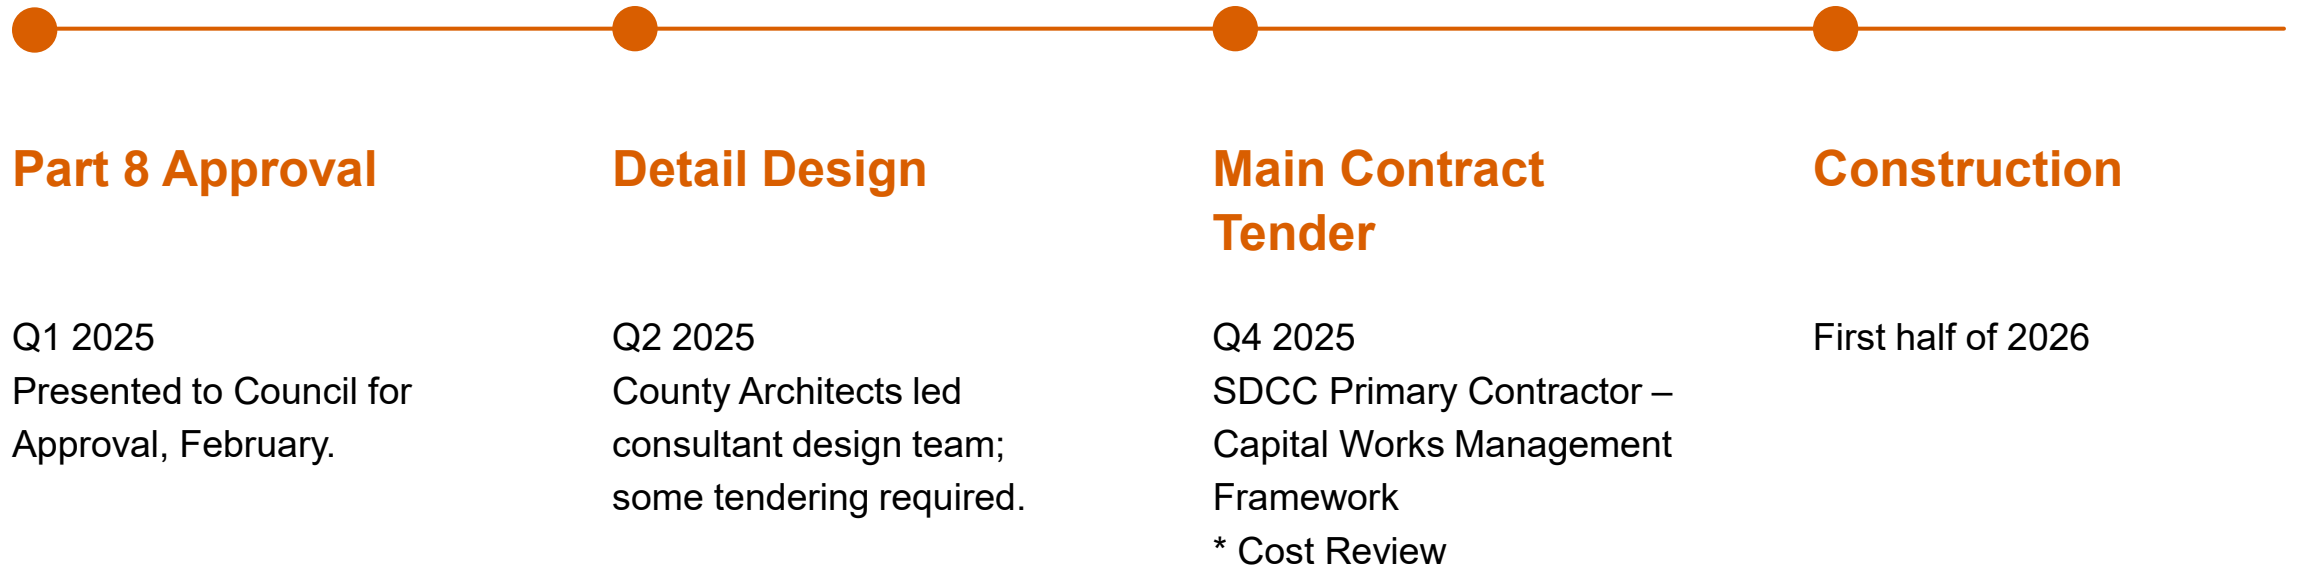 Part 8 Approval
Q1 2025
Presented to Council for
Approval, February.
Detail Design
Q2 2025
County Architects led
consultant design team;
some tendering required.
Main Contract
Tender
Q4 2025
SDCC Primary Contractor –
Capital Works Management
Framework
* Cost Review
Construction
First half of 2026